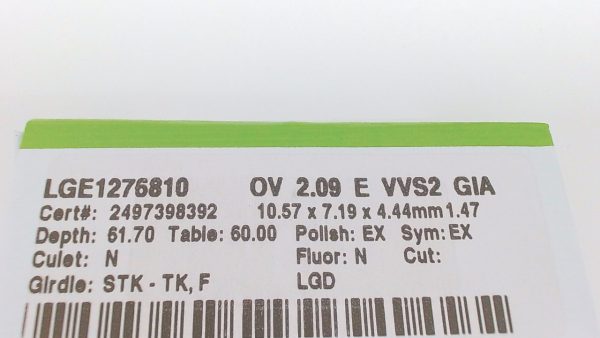 LGE1276810 OV 2.09 E VVS2 GIA
Cert#: 2497398392 10.57 x 7.19 x 4.44mm 1.47
Depth: 61.70 Table: 60.00 Polish: EX Sym: EX
Culet: N Fluor: N Cut:
Girdle: STK - TK, F LGD